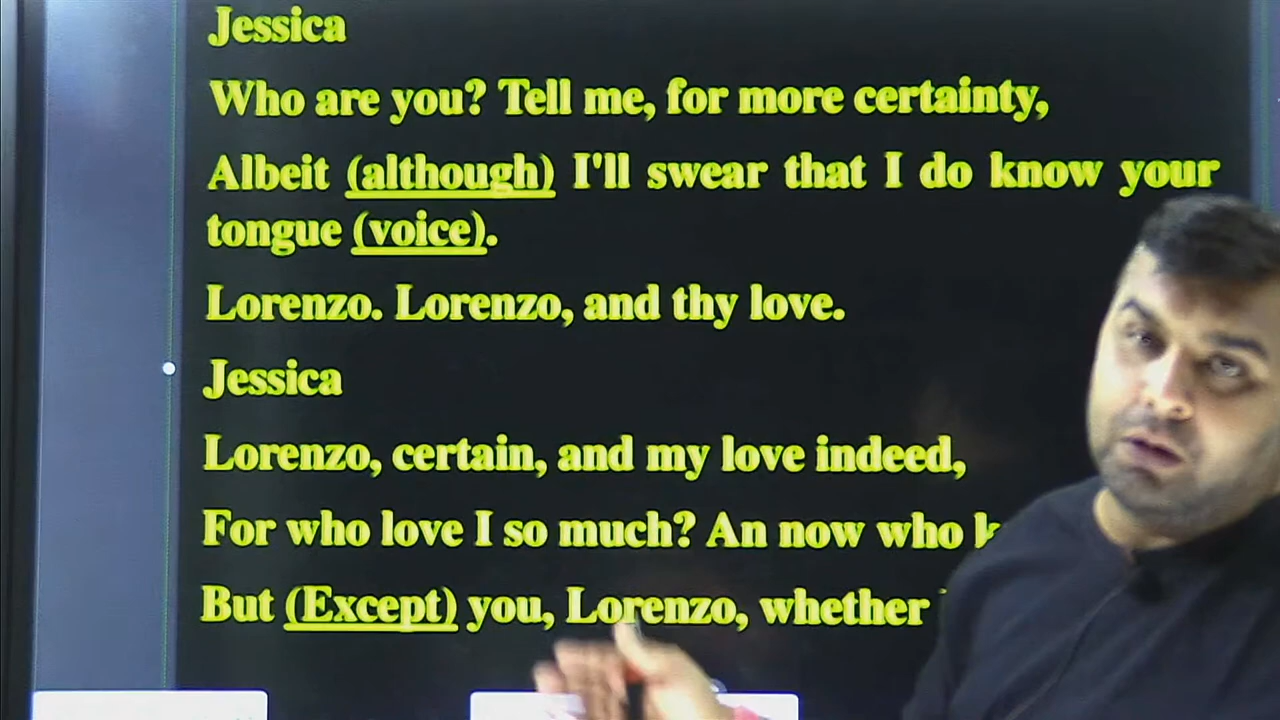 Jessica
Who are you? Tell me, for more certainty,
Albeit (although) I'll swear that I do know your
tongue (voice).
Lorenzo. Lorenzo, and thy love.
Jessica
Lorenzo, certain, and my love indeed,
For who love I so much? An now who
But (Except) you, Lorenzo, whether